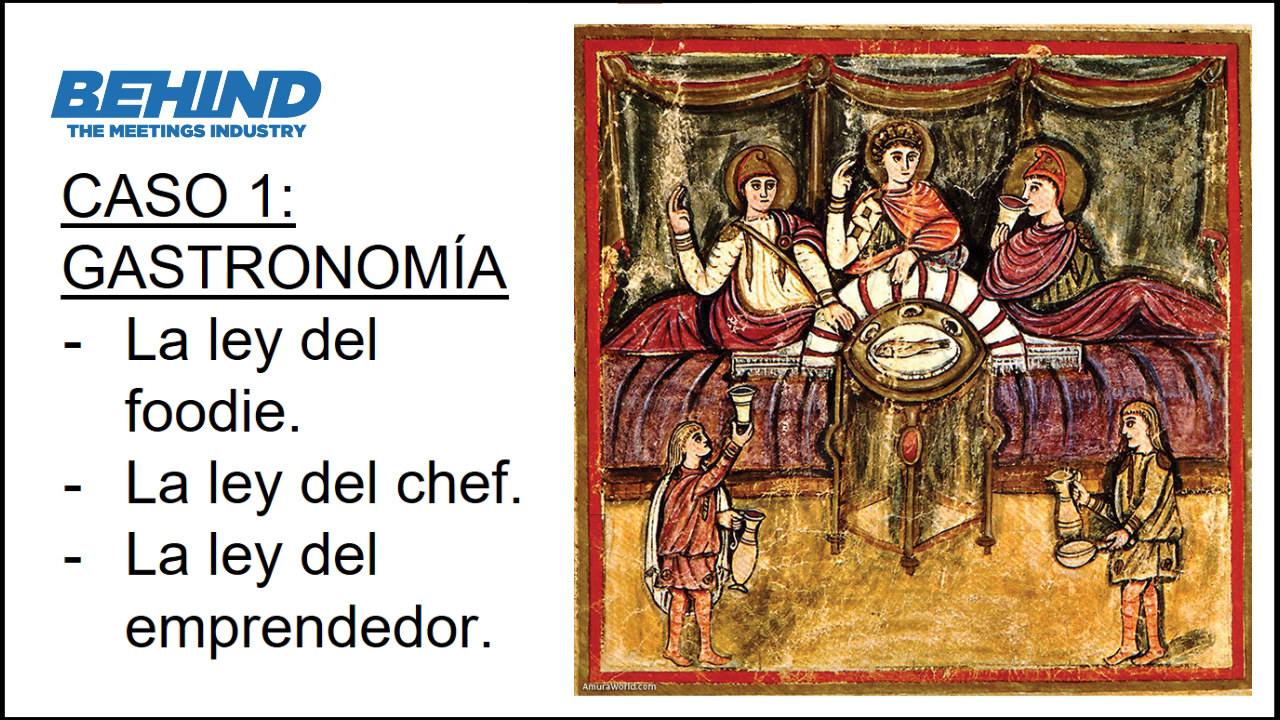 BEHIND
THE MEETINGS INDUSTRY
CASO 1:
GASTRONOMÍA
- La ley del
foodie.
- La ley del chef.
- La ley del
emprendedor.
AmuraWorld.com